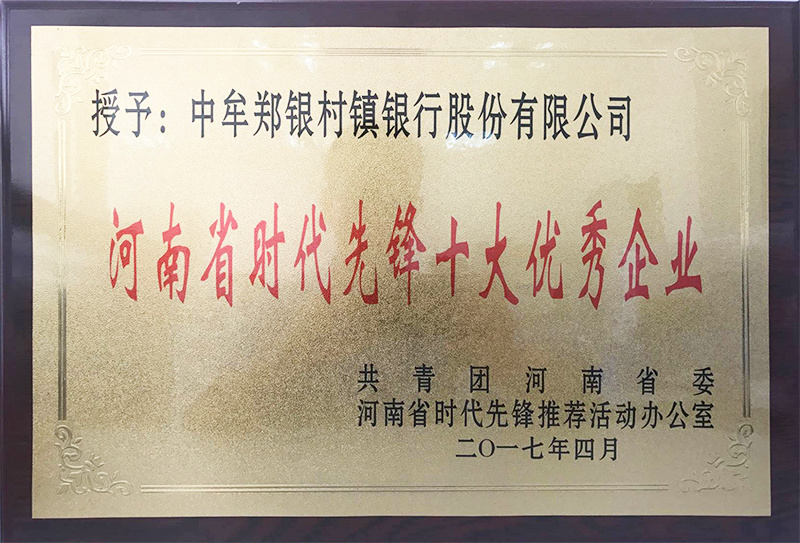 授予：中牟郑银村镇银行股份有限公司
河南省时代先锋十大优秀企业
共青团河南省委
河南省时代先锋推荐活动办公室
二〇一七年四月